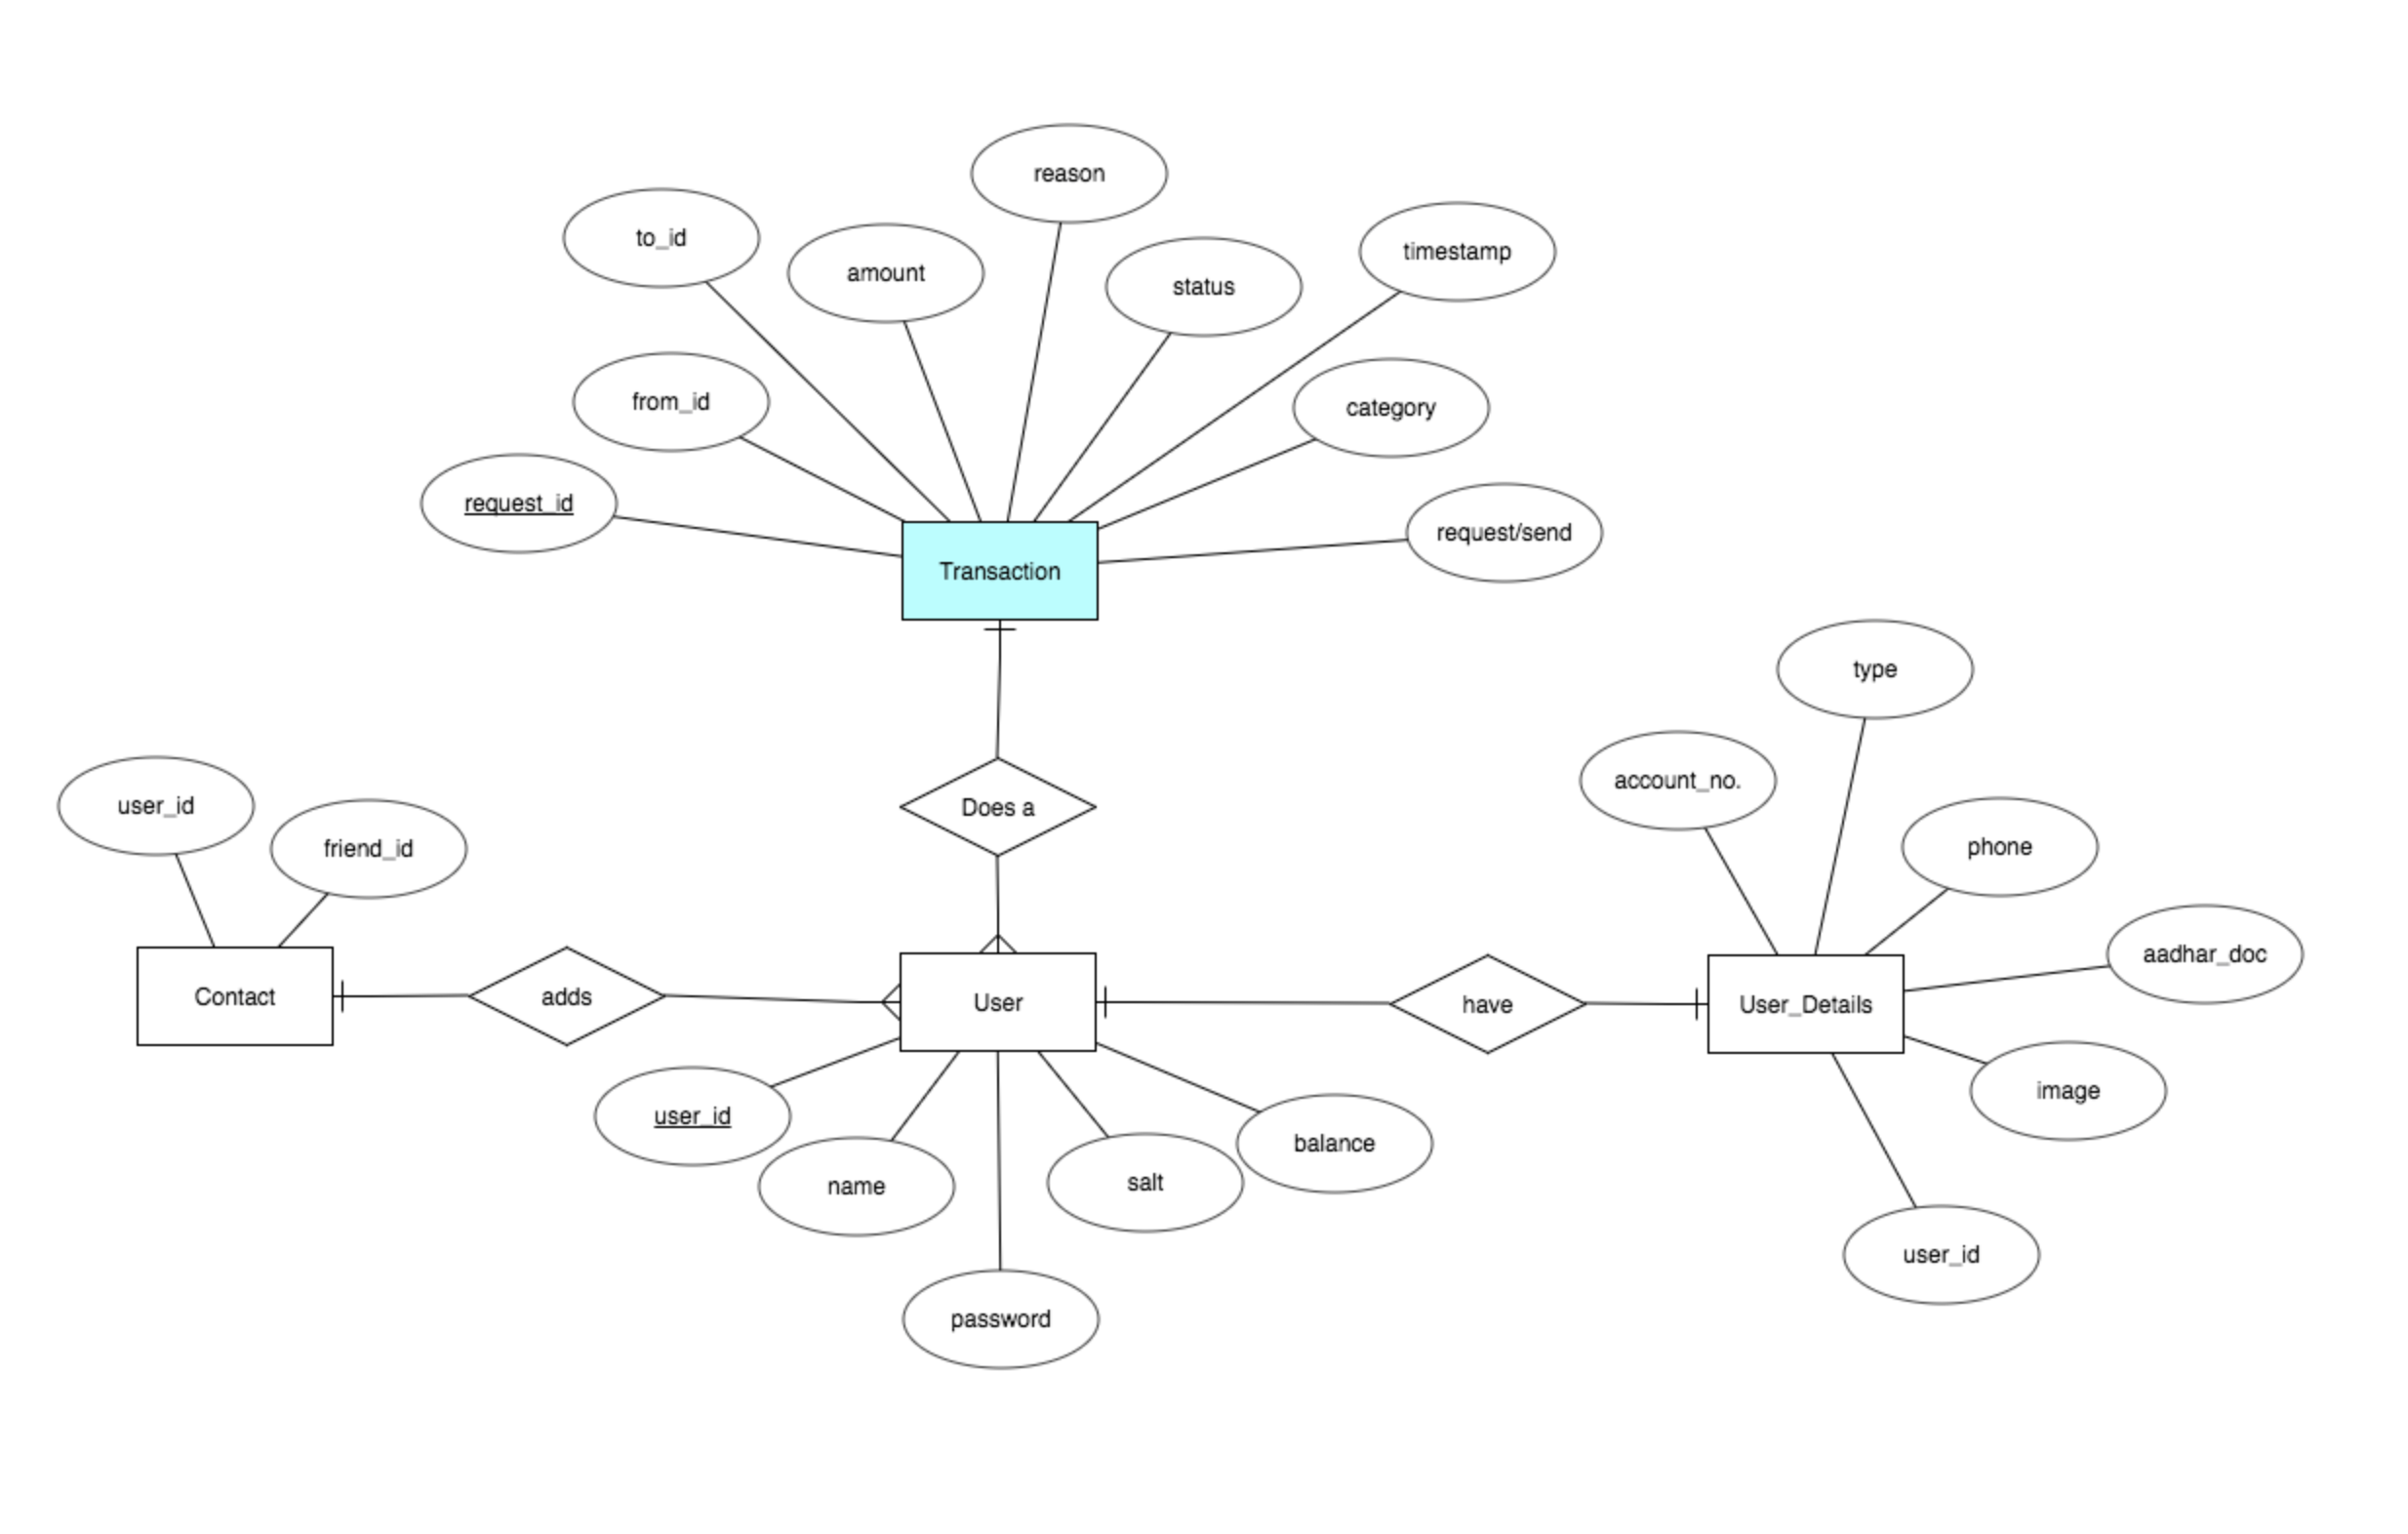 reason
to_id
timestamp
amount
status
from_id
category
request_id
request/send
Transaction
type
account_no.
user_id
Does a
friend_id
phone
aadhar_doc
Contact
adds
User
have
User_Details
image
user_id
balance
name
salt
user_id
password